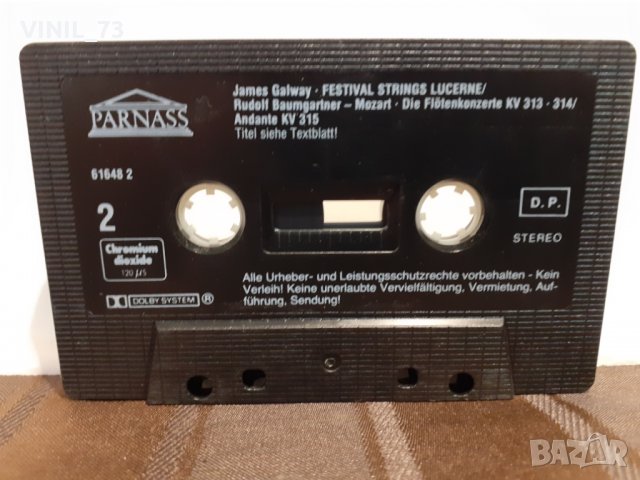 VINIL_73
James Galway · FESTIVAL STRINGS LUCERNE/
Rudolf Baumgartner – Mozart · Die Flötenkonzerte KV 313 · 314/
Andante KV 315
Titel siehe Textblatt!
PARNASS
61648 2
2
D. P.
STEREO
Chromium
dioxide
120 µS
Alle Urheber- und Leistungsschutzrechte vorbehalten - Kein
Verleih! Keine unerlaubte Vervielfältigung, Vermietung, Auf-
führung, Sendung!
DOLBY SYSTEM ®
BAZAR
bg